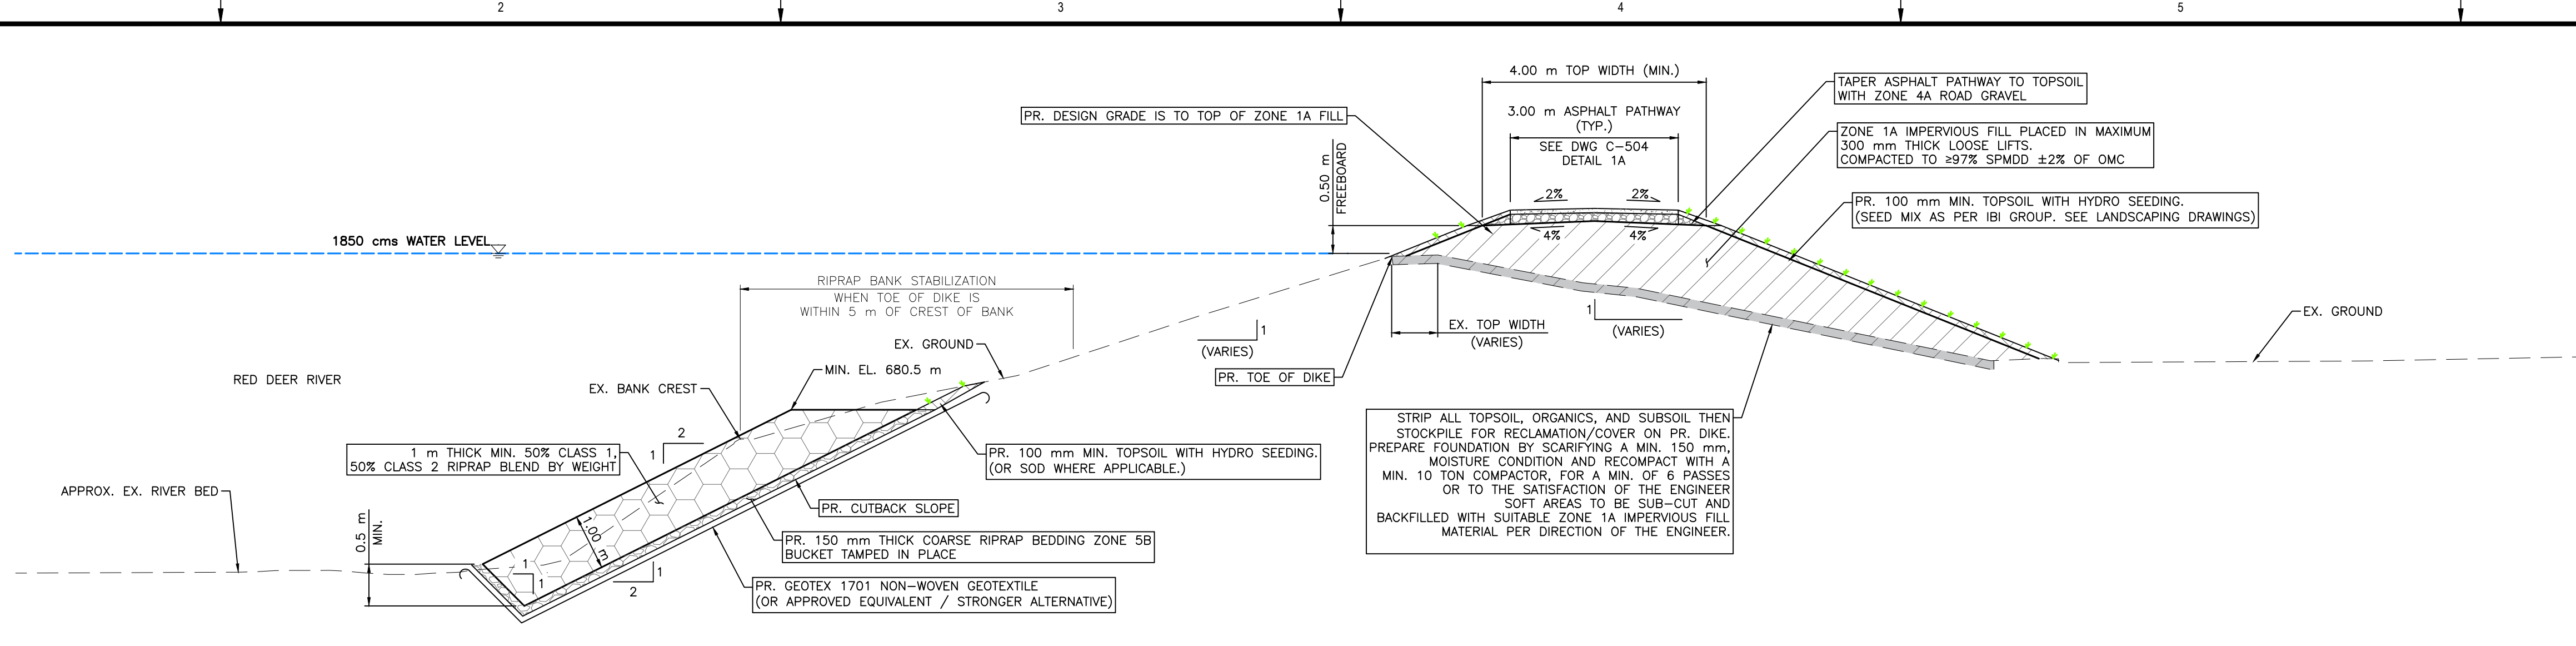 2
3
4
5
4.00 m TOP WIDTH (MIN.)
3.00 m ASPHALT PATHWAY
(TYP.)
SEE DWG C-504
DETAIL 1A
TAPER ASPHALT PATHWAY TO TOPSOIL
WITH ZONE 4A ROAD GRAVEL
PR. DESIGN GRADE IS TO TOP OF ZONE 1A FILL
ZONE 1A IMPERVIOUS FILL PLACED IN MAXIMUM
300 mm THICK LOOSE LIFTS.
COMPACTED TO ≥97% SPMDD ±2% OF OMC
0.50 m
FREEBOARD
2%
2%
4%
4%
PR. 100 mm MIN. TOPSOIL WITH HYDRO SEEDING.
(SEED MIX AS PER IBI GROUP. SEE LANDSCAPING DRAWINGS)
1850 cms WATER LEVEL
RIPRAP BANK STABILIZATION
WHEN TOE OF DIKE IS
WITHIN 5 m OF CREST OF BANK
1
(VARIES)
EX. TOP WIDTH
(VARIES)
1
(VARIES)
EX. GROUND
EX. GROUND
PR. TOE OF DIKE
RED DEER RIVER
MIN. EL. 680.5 m
EX. BANK CREST
2
1
1 m THICK MIN. 50% CLASS 1,
50% CLASS 2 RIPRAP BLEND BY WEIGHT
PR. 100 mm MIN. TOPSOIL WITH HYDRO SEEDING.
(OR SOD WHERE APPLICABLE.)
STRIP ALL TOPSOIL, ORGANICS, AND SUBSOIL THEN
STOCKPILE FOR RECLAMATION/COVER ON PR. DIKE.
PREPARE FOUNDATION BY SCARIFYING A MIN. 150 mm,
MOISTURE CONDITION AND RECOMPACT WITH A
MIN. 10 TON COMPACTOR, FOR A MIN. OF 6 PASSES
OR TO THE SATISFACTION OF THE ENGINEER
SOFT AREAS TO BE SUB-CUT AND
BACKFILLED WITH SUITABLE ZONE 1A IMPERVIOUS FILL
MATERIAL PER DIRECTION OF THE ENGINEER.
APPROX. EX. RIVER BED
PR. CUTBACK SLOPE
0.5 m
MIN.
1.00 m
PR. 150 mm THICK COARSE RIPRAP BEDDING ZONE 5B
BUCKET TAMPED IN PLACE
1
1
1
2
PR. GEOTEX 1701 NON-WOVEN GEOTEXTILE
(OR APPROVED EQUIVALENT / STRONGER ALTERNATIVE)